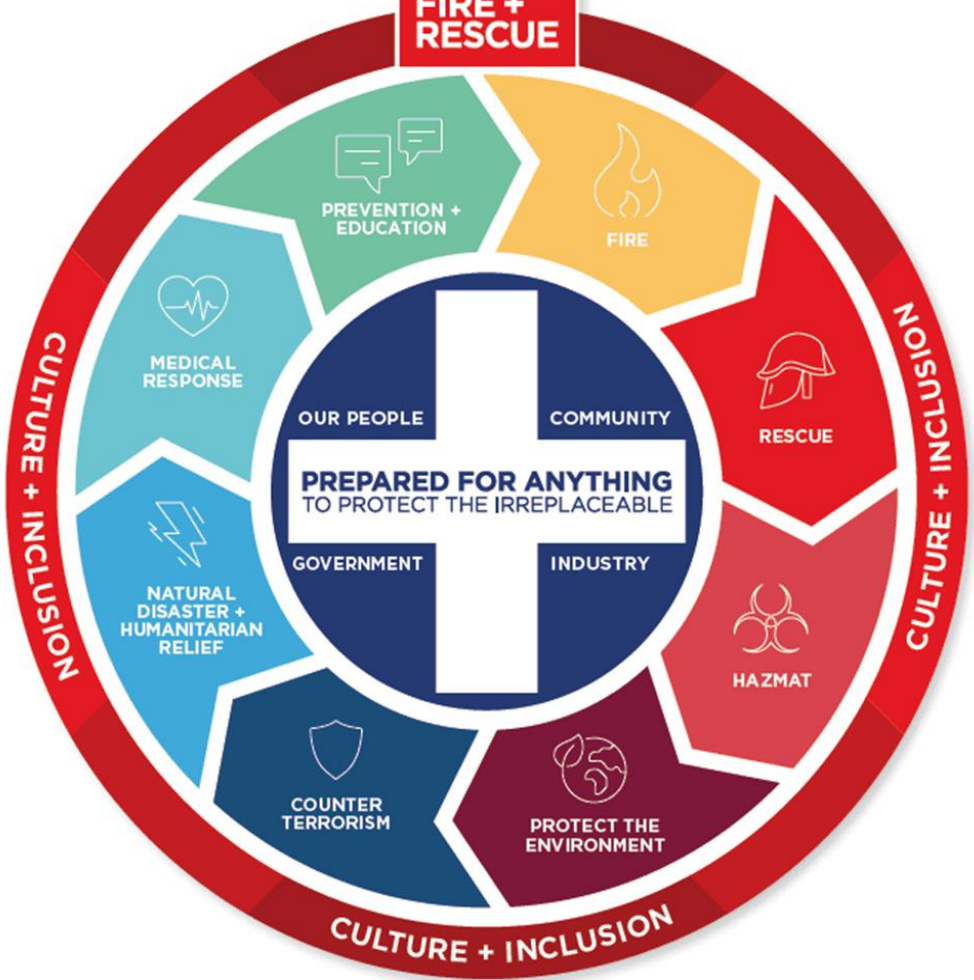 FIRE +
RESCUE
PREVENTION +
EDUCATION
FIRE
MEDICAL
RESPONSE
RESCUE
OUR PEOPLE
COMMUNITY
PREPARED FOR ANYTHING
TO PROTECT THE IRREPLACEABLE
GOVERNMENT
INDUSTRY
NATURAL
DISASTER +
HUMANITARIAN
RELIEF
HAZMAT
COUNTER
TERRORISM
PROTECT THE
ENVIRONMENT
CULTURE + INCLUSION
CULTURE + INCLUSION
CULTURE + INCLUSION